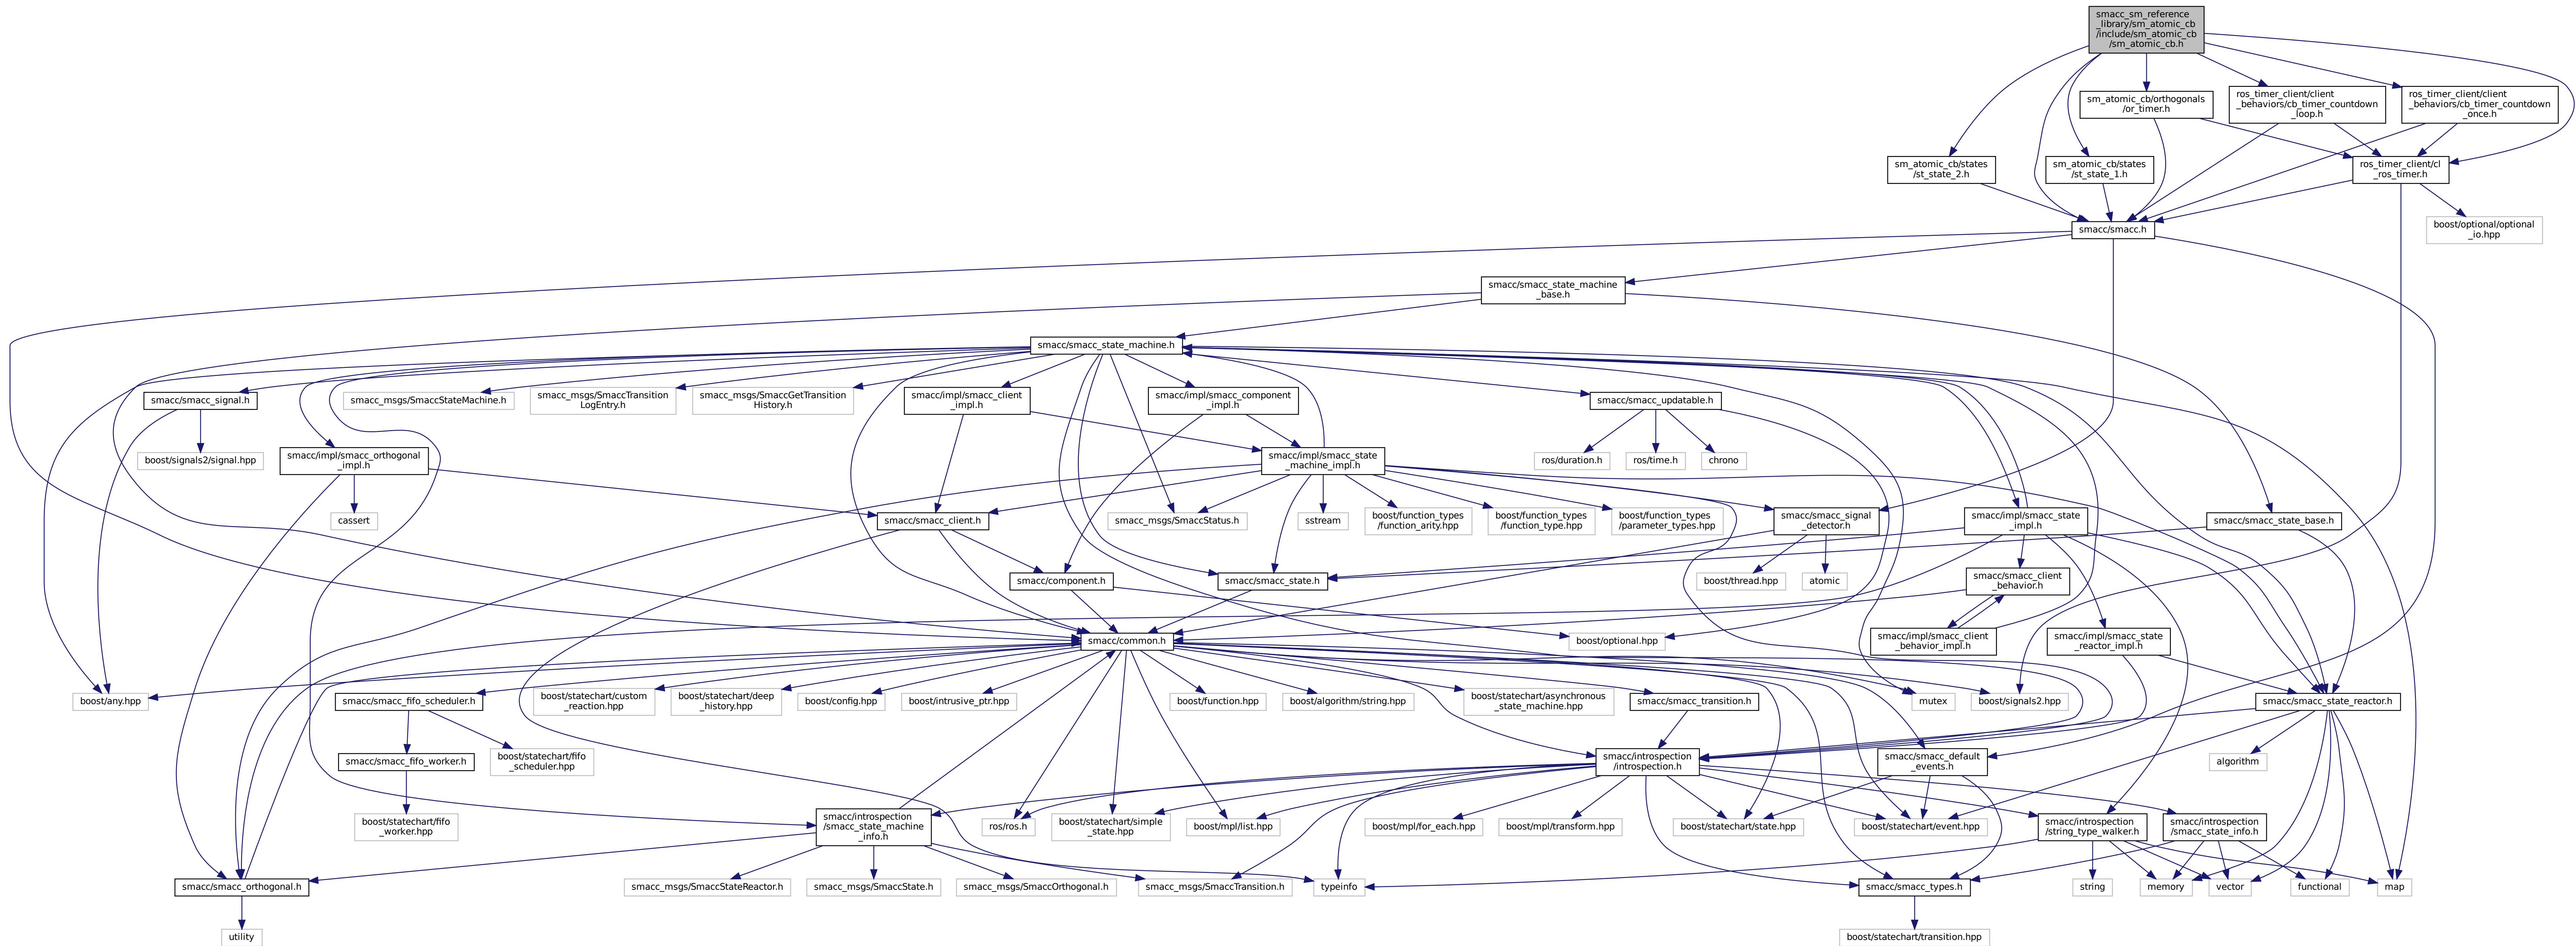 smacc_sm_reference
_library/sm_atomic_cb
/include/sm_atomic_cb
/sm_atomic_cb.h
sm_atomic_cb/orthogonals
/or_timer.h
ros_timer_client/client
_behaviors/cb_timer_countdown
_loop.h
ros_timer_client/client
_behaviors/cb_timer_countdown
_once.h
sm_atomic_cb/states
/st_state_2.h
sm_atomic_cb/states
/st_state_1.h
ros_timer_client/cl
_ros_timer.h
smacc/smacc.h
boost/optional/optional
_io.hpp
smacc/smacc_state_machine
_base.h
smacc/smacc_state_machine.h
smacc/smacc_signal.h
smacc_msgs/SmaccStateMachine.h
smacc_msgs/SmaccTransition
LogEntry.h
smacc_msgs/SmaccGetTransition
History.h
smacc/impl/smacc_client
_impl.h
smacc/impl/smacc_component
_impl.h
smacc/smacc_updatable.h
boost/signals2/signal.hpp
smacc/impl/smacc_orthogonal
_impl.h
smacc/impl/smacc_state
_machine_impl.h
ros/duration.h
ros/time.h
chrono
cassert
smacc/smacc_client.h
smacc_msgs/SmaccStatus.h
sstream
boost/function_types
/function_arity.hpp
boost/function_types
/function_type.hpp
boost/function_types
/parameter_types.hpp
smacc/smacc_signal
_detector.h
smacc/impl/smacc_state
_impl.h
smacc/smacc_state_base.h
smacc/component.h
smacc/smacc_state.h
boost/thread.hpp
atomic
smacc/smacc_client
_behavior.h
smacc/common.h
boost/optional.hpp
smacc/impl/smacc_client
_behavior_impl.h
smacc/impl/smacc_state
_reactor_impl.h
boost/any.hpp
smacc/smacc_fifo_scheduler.h
boost/statechart/custom
_reaction.hpp
boost/statechart/deep
_history.hpp
boost/config.hpp
boost/intrusive_ptr.hpp
boost/function.hpp
boost/algorithm/string.hpp
boost/statechart/asynchronous
_state_machine.hpp
smacc/smacc_transition.h
mutex
boost/signals2.hpp
smacc/smacc_state_reactor.h
smacc/smacc_fifo_worker.h
boost/statechart/fifo
_scheduler.hpp
smacc/introspection
/introspection.h
smacc/smacc_default
_events.h
algorithm
boost/statechart/fifo
_worker.hpp
smacc/introspection
/smacc_state_machine
_info.h
ros/ros.h
boost/statechart/simple
_state.hpp
boost/mpl/list.hpp
boost/mpl/for_each.hpp
boost/mpl/transform.hpp
boost/statechart/state.hpp
boost/statechart/event.hpp
smacc/introspection
/string_type_walker.h
smacc/introspection
/smacc_state_info.h
smacc/smacc_orthogonal.h
smacc_msgs/SmaccStateReactor.h
smacc_msgs/SmaccState.h
smacc_msgs/SmaccOrthogonal.h
smacc_msgs/SmaccTransition.h
typeinfo
smacc/smacc_types.h
string
memory
vector
functional
map
utility
boost/statechart/transition.hpp